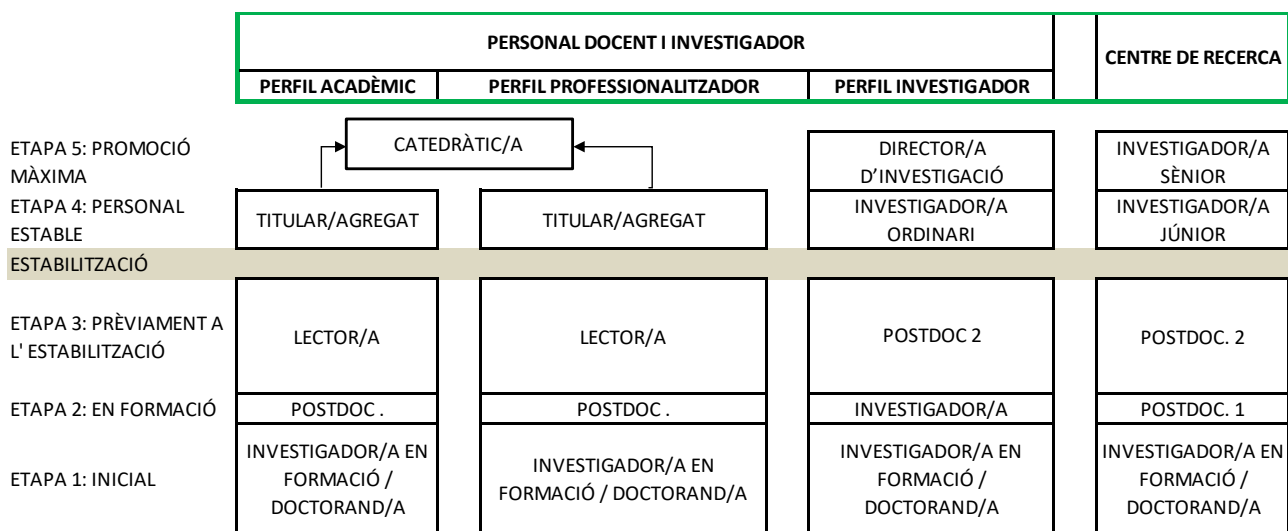 PERSONAL DOCENT I INVESTIGADOR
CENTRE DE RECERCA
PERFIL ACADÈMIC
PERFIL PROFESSIONALITZADOR
PERFIL INVESTIGADOR
ETAPA 5: PROMOCIÓ
MÀXIMA
CATEDRÀTIC/A
DIRECTOR/A
D'INVESTIGACIÓ
INVESTIGADOR/A
SÈNIOR
ETAPA 4: PERSONAL
ESTABLE
TITULAR/AGREGAT
TITULAR/AGREGAT
INVESTIGADOR/A
ORDINARI
INVESTIGADOR/A
JÚNIOR
ESTABILITZACIÓ
ETAPA 3: PRÈVIAMENT A
L' ESTABILITZACIÓ
LECTOR/A
LECTOR/A
POSTDOC 2
POSTDOC. 2
ETAPA 2: EN FORMACIÓ
POSTDOC .
POSTDOC .
INVESTIGADOR/A
POSTDOC. 1
ETAPA 1: INICIAL
INVESTIGADOR/A EN
FORMACIÓ /
DOCTORAND/A
INVESTIGADOR/A EN
FORMACIÓ / DOCTORAND/A
INVESTIGADOR/A EN
FORMACIÓ /
DOCTORAND/A
INVESTIGADOR/A EN
FORMACIÓ /
DOCTORAND/A